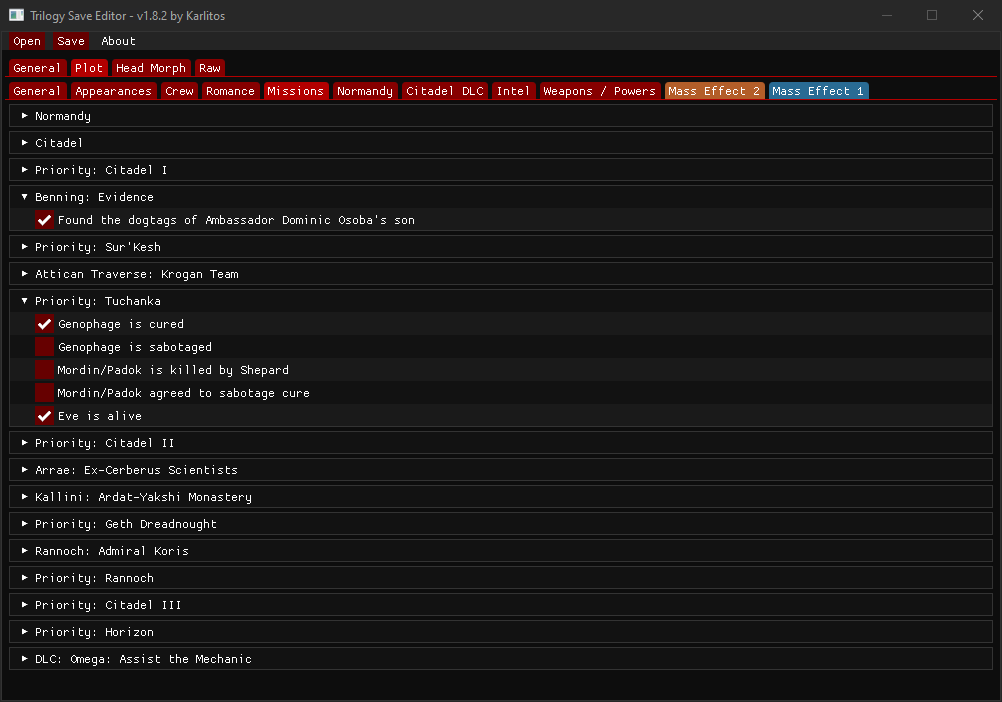 Trilogy Save Editor - v1.8.2 by Karlitos
Open Save About
General Plot Head Morph Raw
General Appearances Crew Romance Missions Normandy Citadel DLC Intel Weapons / Powers Mass Effect 2 Mass Effect 1
Normandy
Citadel
Priority: Citadel I
Benning: Evidence
Found the dogtags of Ambassador Dominic Osoba's son
Priority: Sur'Kesh
Attican Traverse: Krogan Team
Priority: Tuchanka
Genophage is cured
Genophage is sabotaged
Mordin/Padok is killed by Shepard
Mordin/Padok agreed to sabotage cure
Eve is alive
Priority: Citadel II
Arrae: Ex-Cerberus Scientists
Kallini: Ardat-Yakshi Monastery
Priority: Geth Dreadnought
Rannoch: Admiral Koris
Priority: Rannoch
Priority: Citadel III
Priority: Horizon
DLC: Omega: Assist the Mechanic